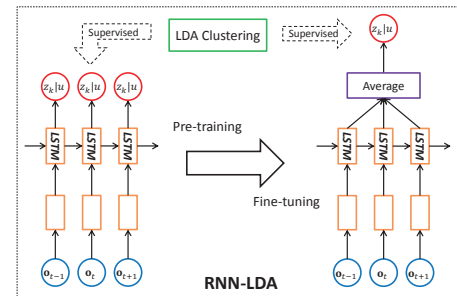 Supervised
LDA Clustering
Supervised
z_k|u
z_k|u z_k|u z_k|u
Average
Pre-training
LSTM LSTM LSTM
LSTM LSTM LSTM
Fine-tuning
o_{t-1} o_t o_{t+1}
o_{t-1} o_t o_{t+1}
RNN-LDA